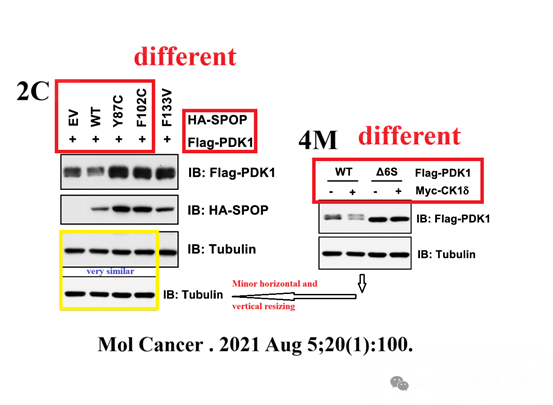 different
2C
EV WT Y87C F102C F133V
+ + + + + HA-SPOP
Flag-PDK1
IB: Flag-PDK1
IB: HA-SPOP
IB: Tubulin
very similar
IB: Tubulin
different
4M
WT Δ6S Flag-PDK1
- + - + Myc-CK1δ
IB: Flag-PDK1
IB: Tubulin
Minor horizontal and
vertical resizing
Mol Cancer . 2021 Aug 5;20(1):100.